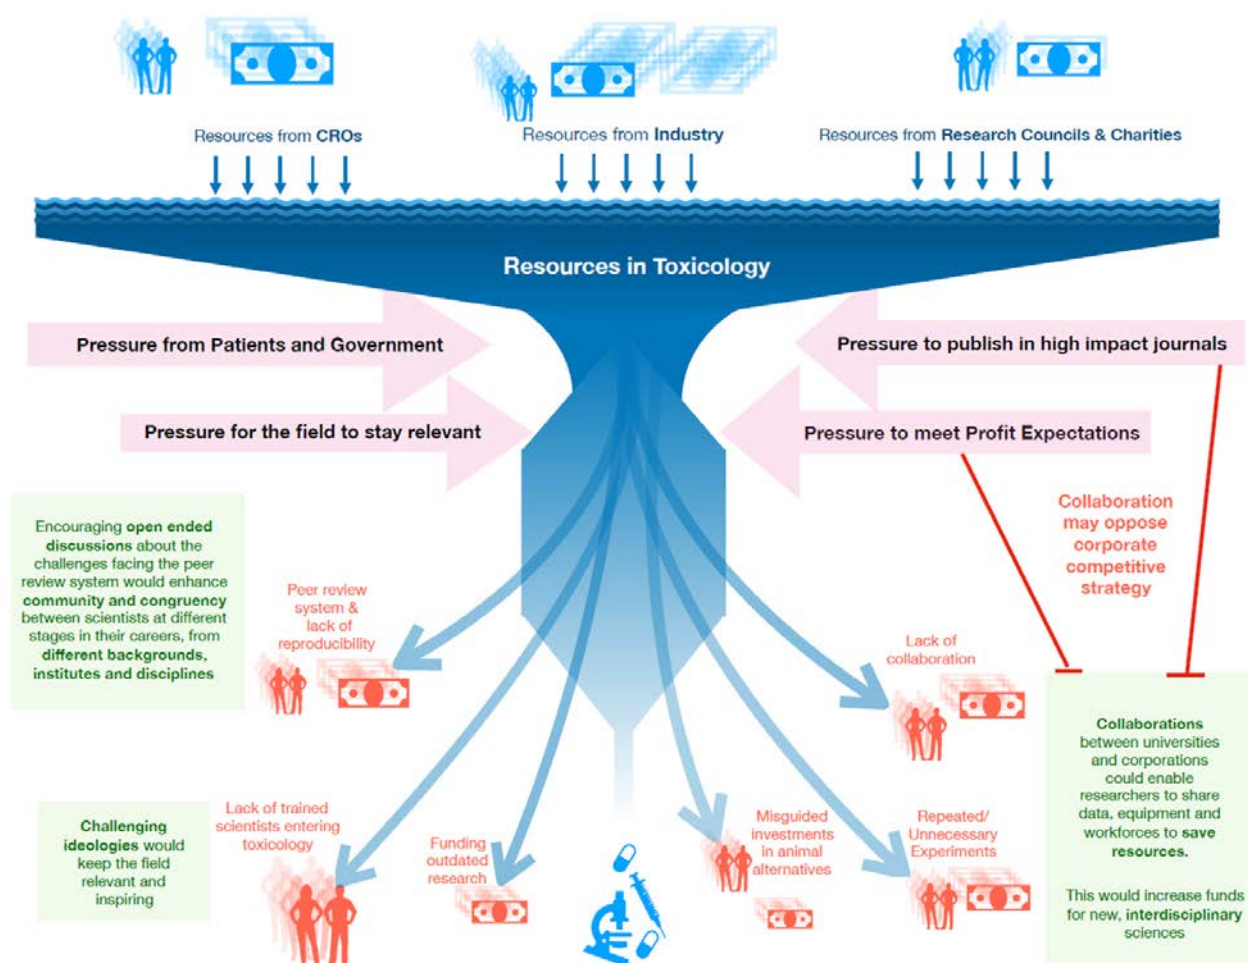 Resources from CROs
Resources from Industry
Resources from Research Councils & Charities
Resources in Toxicology
Pressure from Patients and Government
Pressure to publish in high impact journals
Pressure for the field to stay relevant
Pressure to meet Profit Expectations
Encouraging open ended
discussions about the
challenges facing the peer
review system would enhance
community and congruency
between scientists at different
stages in their careers, from
different backgrounds,
institutes and disciplines
Peer review
system &
lack of
reproducibility
Collaboration
may oppose
corporate
competitive
strategy
Lack of
collaboration
Collaborations
between universities
and corporations
could enable
researchers to share
data, equipment and
workforces to save
resources.
This would increase funds
for new, interdisciplinary
sciences
Challenging
ideologies would
keep the field
relevant and
inspiring
Lack of trained
scientists entering
toxicology
Funding
outdated
research
Misguided
investments
in animal
alternatives
Repeated/
Unnecessary
Experiments